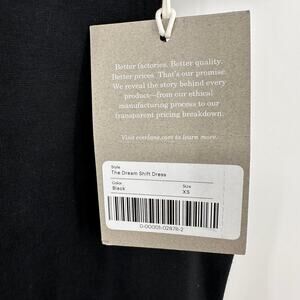 Better factories. Better quality.
Better prices. That's our promise.
We reveal the story behind every
product—from our ethical
manufacturing process to our
transparent pricing breakdown.
Visit everlane.com to learn more.
Style
The Dream Shift Dress
Color
Size
Black
XS
0-00001-02878-2